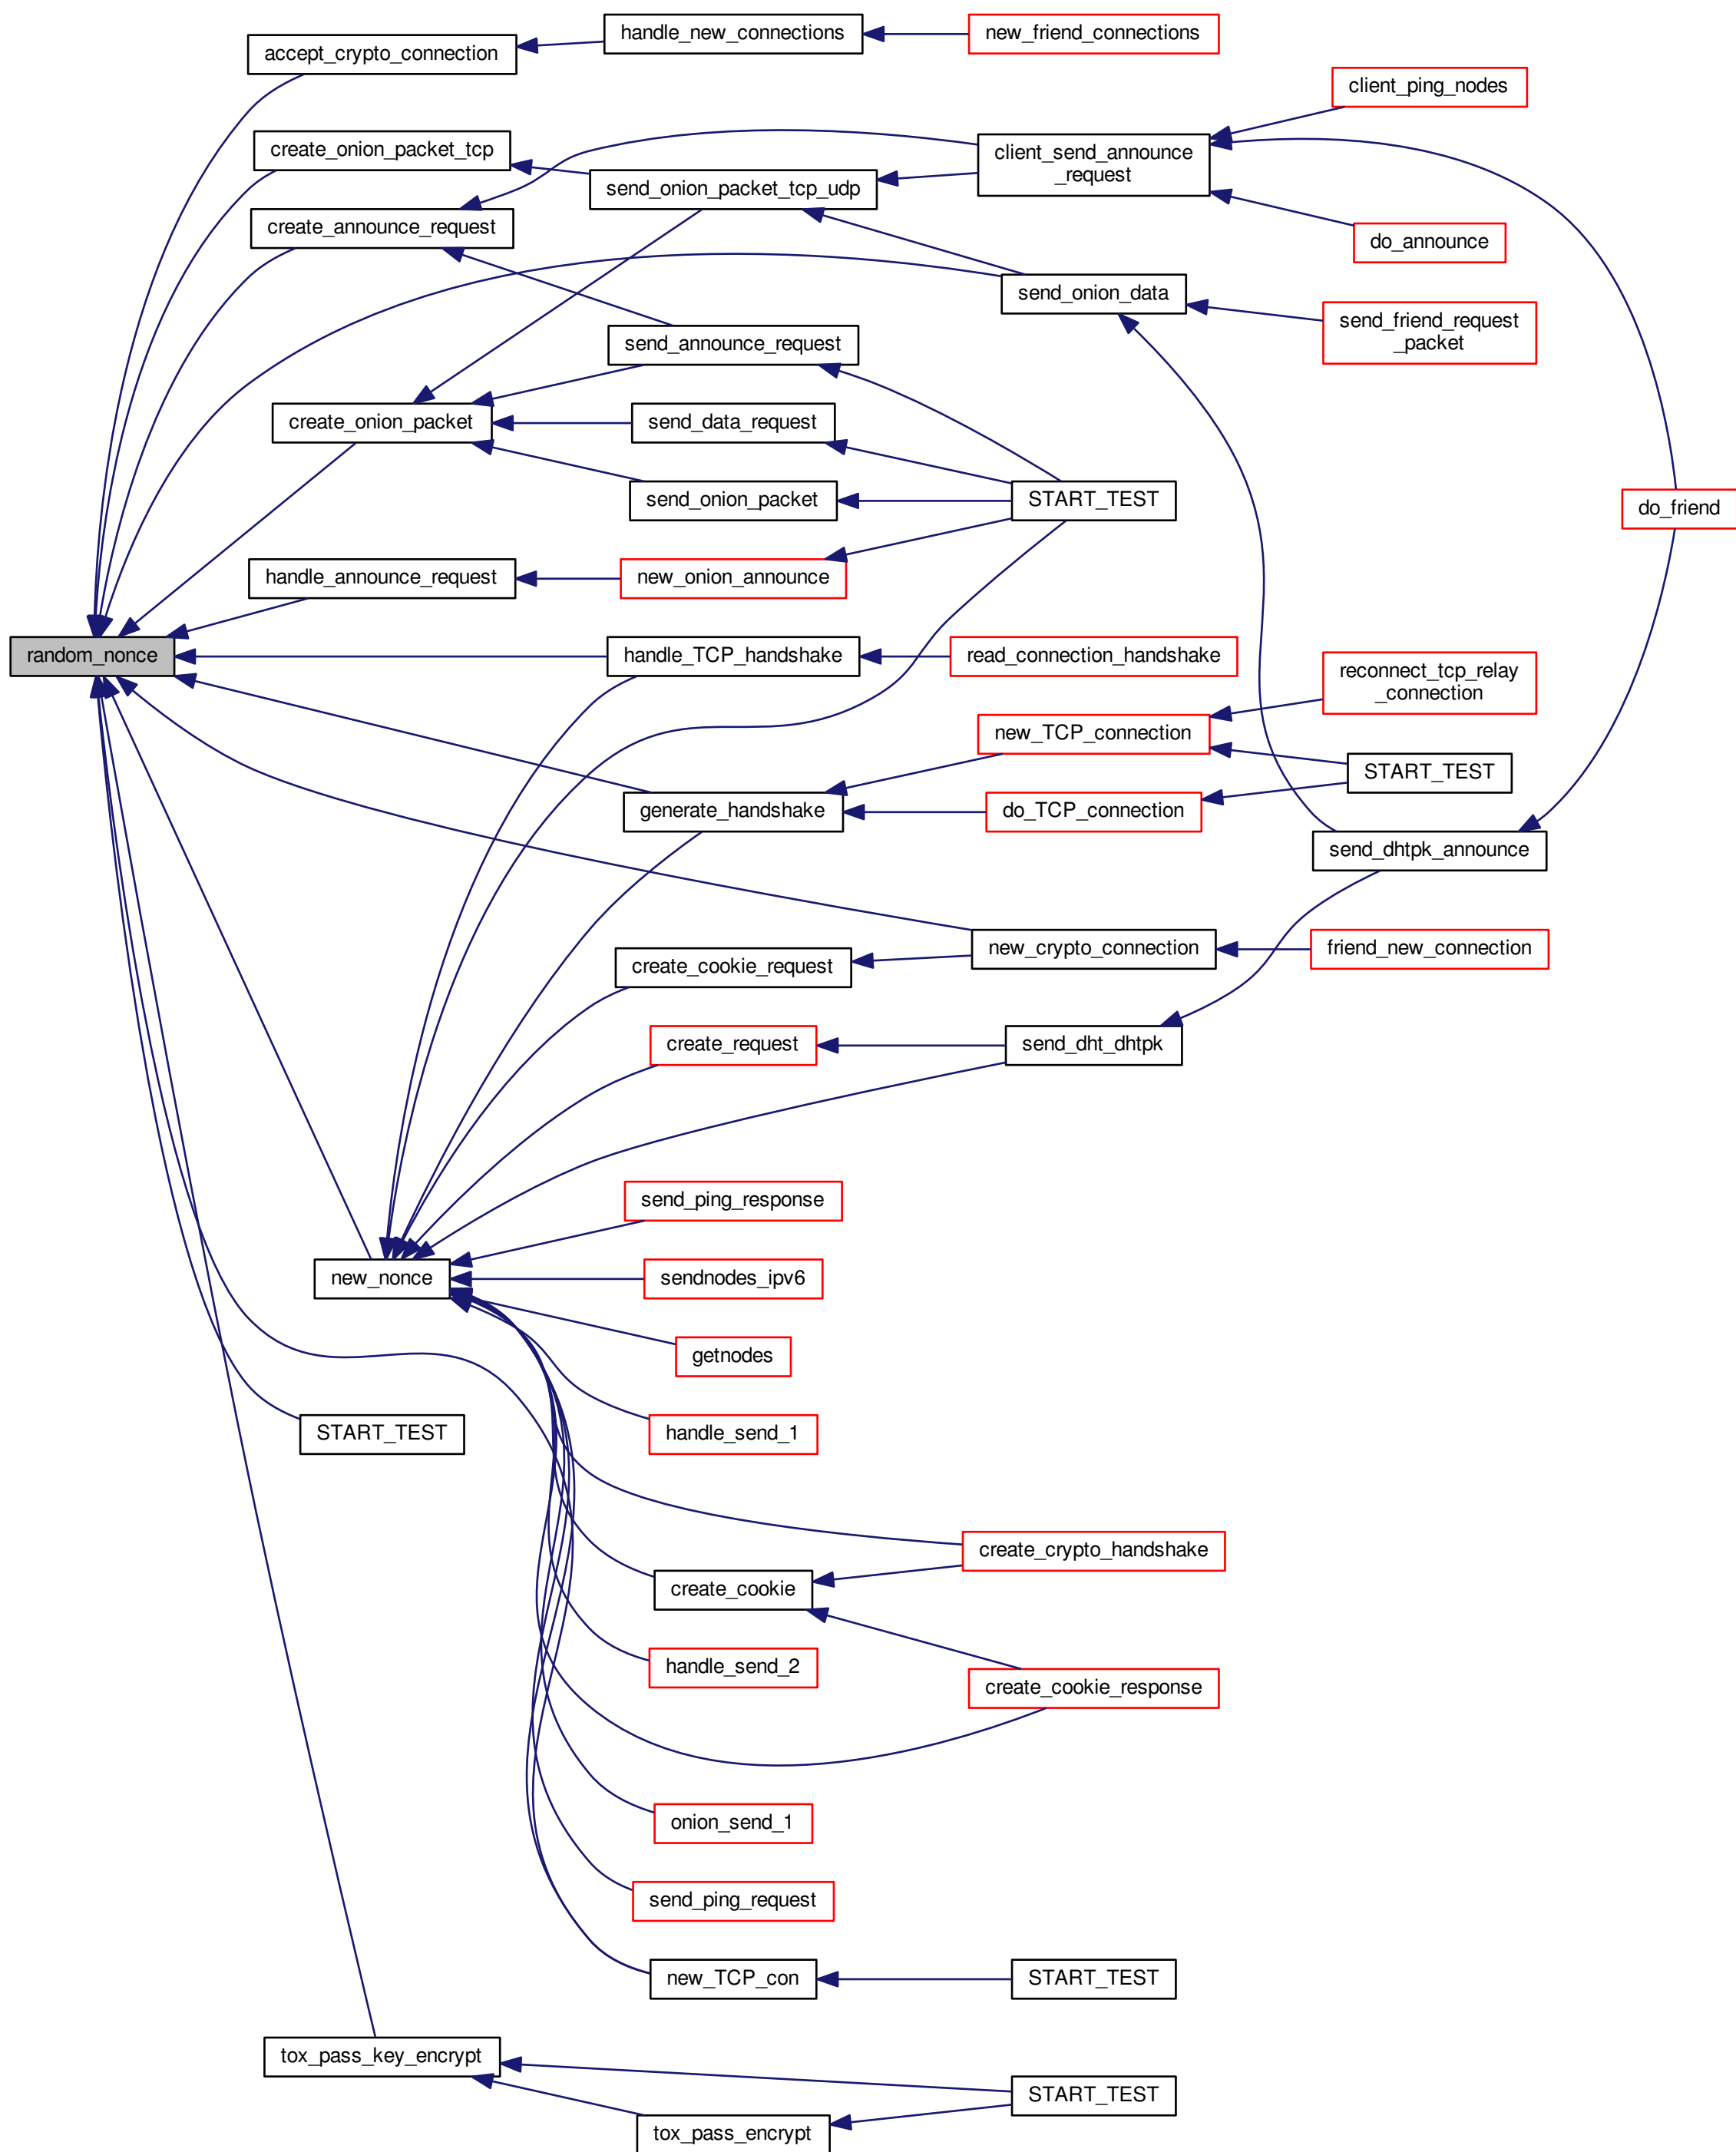 handle_new_connections
new_friend_connections
accept_crypto_connection
client_ping_nodes
create_onion_packet_tcp
client_send_announce
_request
send_onion_packet_tcp_udp
create_announce_request
do_announce
send_onion_data
send_friend_request
_packet
send_announce_request
create_onion_packet
send_data_request
send_onion_packet
START_TEST
do_friend
handle_announce_request
new_onion_announce
random_nonce
handle_TCP_handshake
read_connection_handshake
reconnect_tcp_relay
_connection
new_TCP_connection
START_TEST
generate_handshake
do_TCP_connection
send_dhtpk_announce
new_crypto_connection
friend_new_connection
create_cookie_request
create_request
send_dht_dhtpk
send_ping_response
new_nonce
sendnodes_ipv6
getnodes
START_TEST
handle_send_1
create_crypto_handshake
create_cookie
handle_send_2
create_cookie_response
onion_send_1
send_ping_request
new_TCP_con
START_TEST
tox_pass_key_encrypt
START_TEST
tox_pass_encrypt